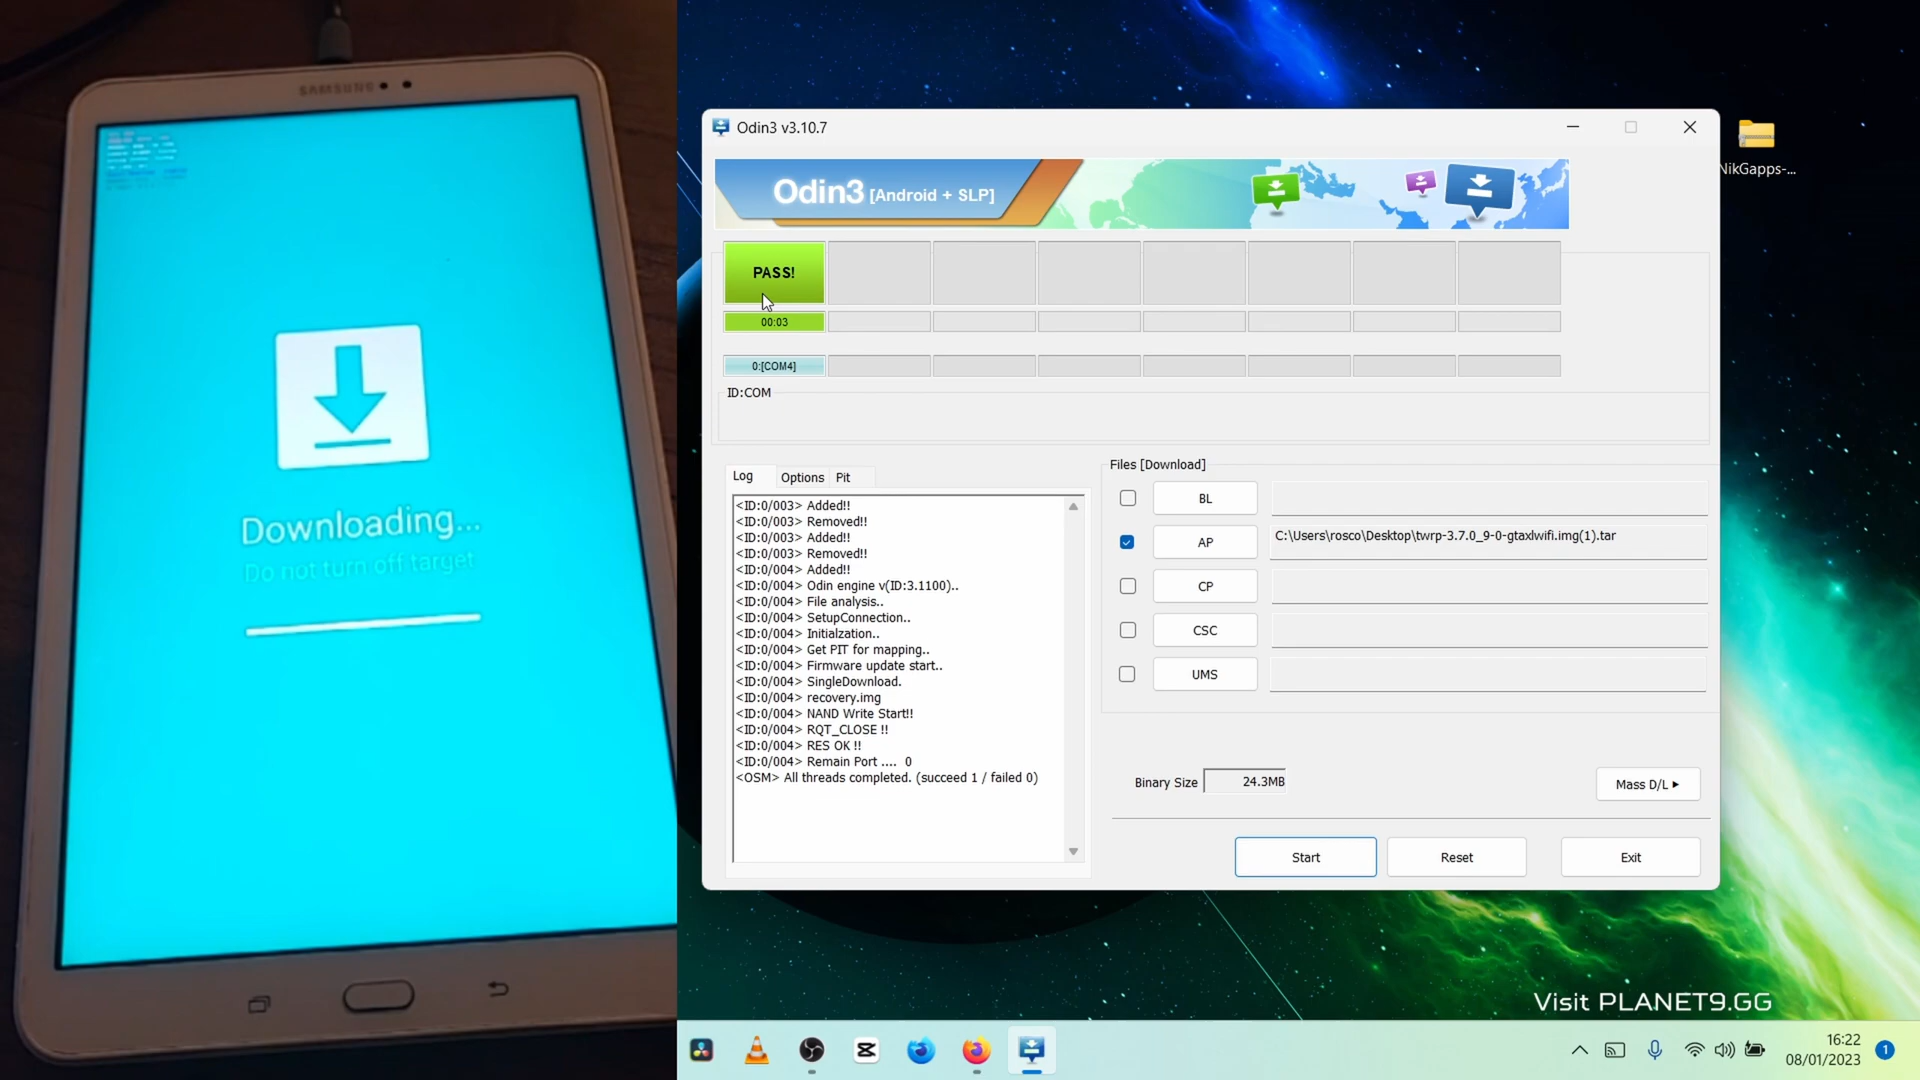 SAMSUNG
Downloading...
Do not turn off target
Odin3 v3.10.7
Odin3 [Android + SLP]
PASS!
00:03
0:[COM4]
ID:COM
Log
Options
Pit
<ID:0/003> Added!!
<ID:0/003> Removed!!
<ID:0/003> Added!!
<ID:0/003> Removed!!
<ID:0/004> Added!!
<ID:0/004> Odin engine v(ID:3.1100)..
<ID:0/004> File analysis..
<ID:0/004> SetupConnection..
<ID:0/004> Initialzation..
<ID:0/004> Get PIT for mapping..
<ID:0/004> Firmware update start..
<ID:0/004> SingleDownload.
<ID:0/004> recovery.img
<ID:0/004> NAND Write Start!!
<ID:0/004> RQT_CLOSE !!
<ID:0/004> RES OK !!
<ID:0/004> Remain Port .... 0
<OSM> All threads completed. (succeed 1 / failed 0)
Files [Download]
BL
AP
C:\Users\rosco\Desktop\twrp-3.7.0_9-0-gtaxlwifi.img(1).tar
CP
CSC
UMS
Binary Size
24.3MB
Mass D/L
Start
Reset
Exit
NikGapps-...
Visit PLANET9.GG
16:22
08/01/2023
1